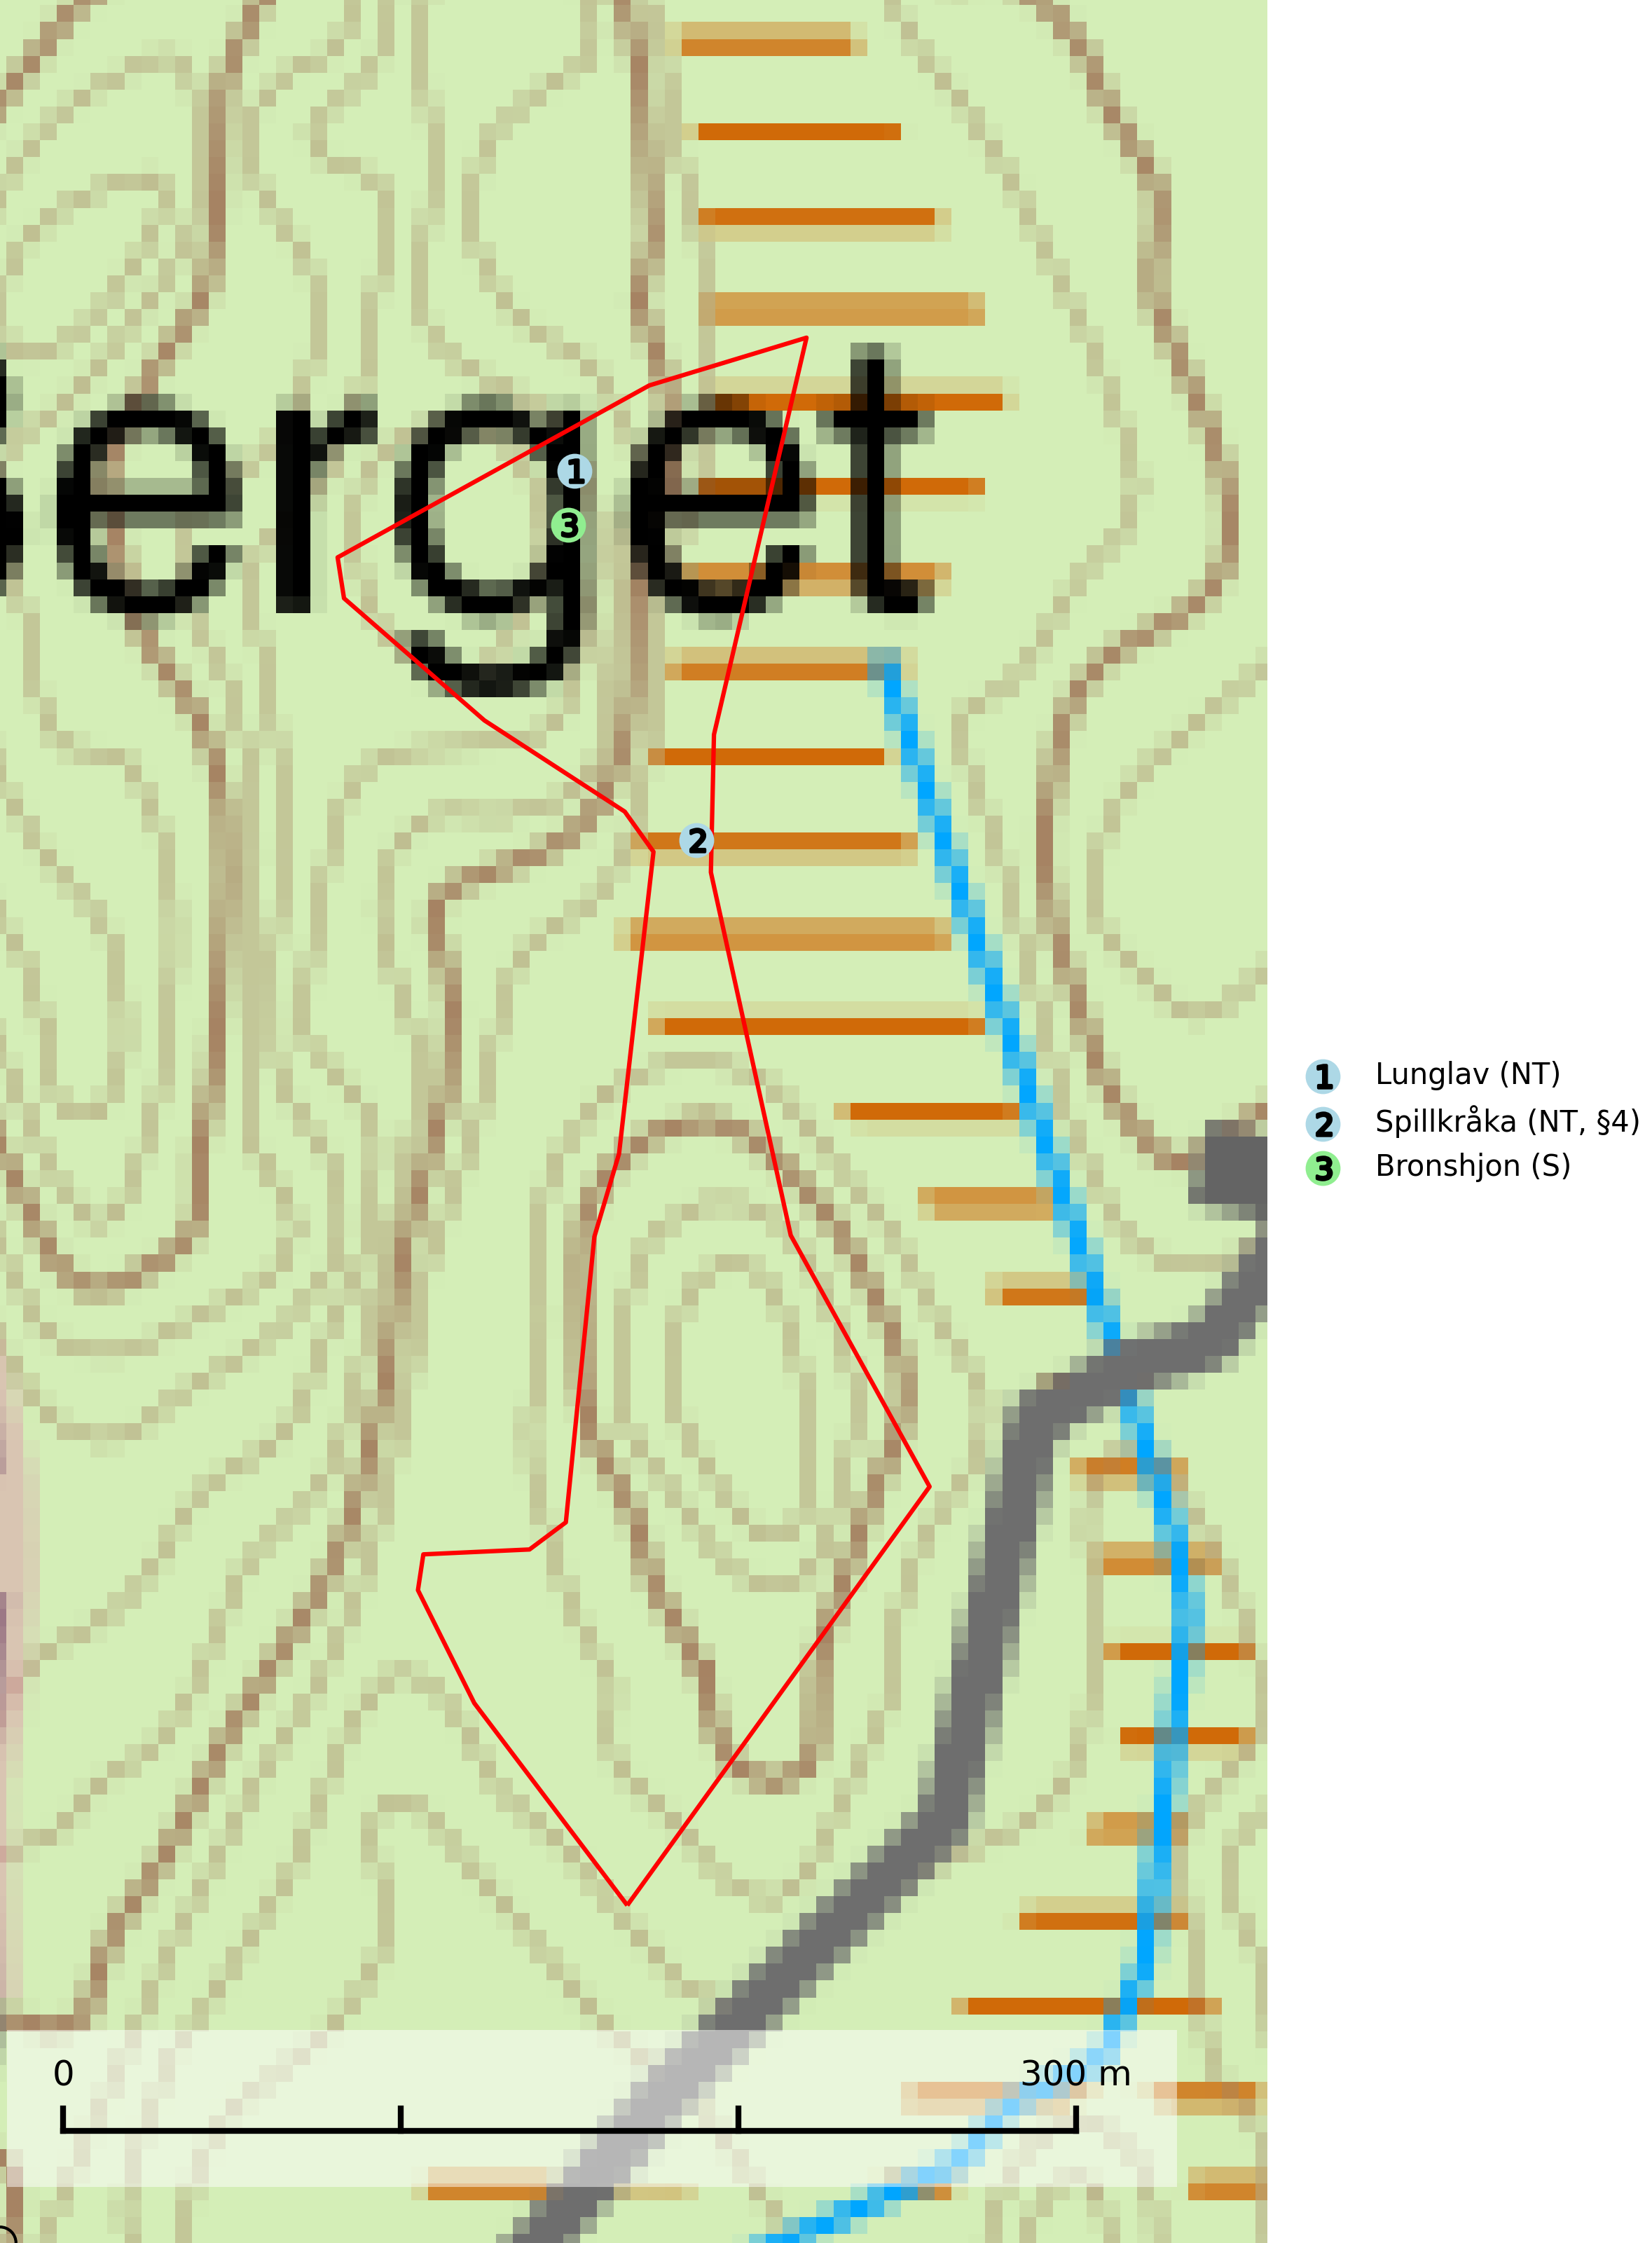 erget
1
3
2
1 Lunglav (NT)
2 Spillkråka (NT, §4)
3 Bronshjon (S)
0 300 m